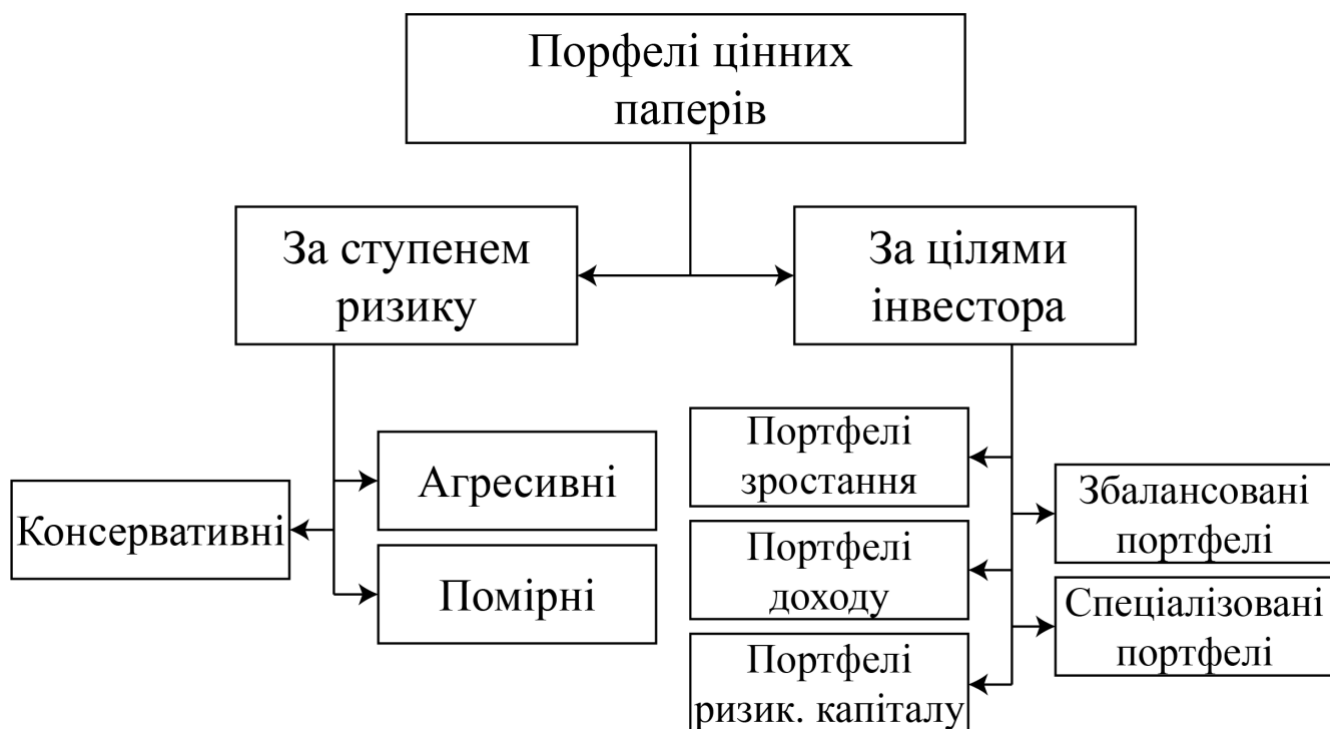 Порфелі цінних
паперів
За ступенем
ризику
За цілями
інвестора
Консервативні
Агресивні
Помірні
Портфелі
зростання
Портфелі
доходу
Портфелі
ризик. капіталу
Збалансовані
портфелі
Спеціалізовані
портфелі